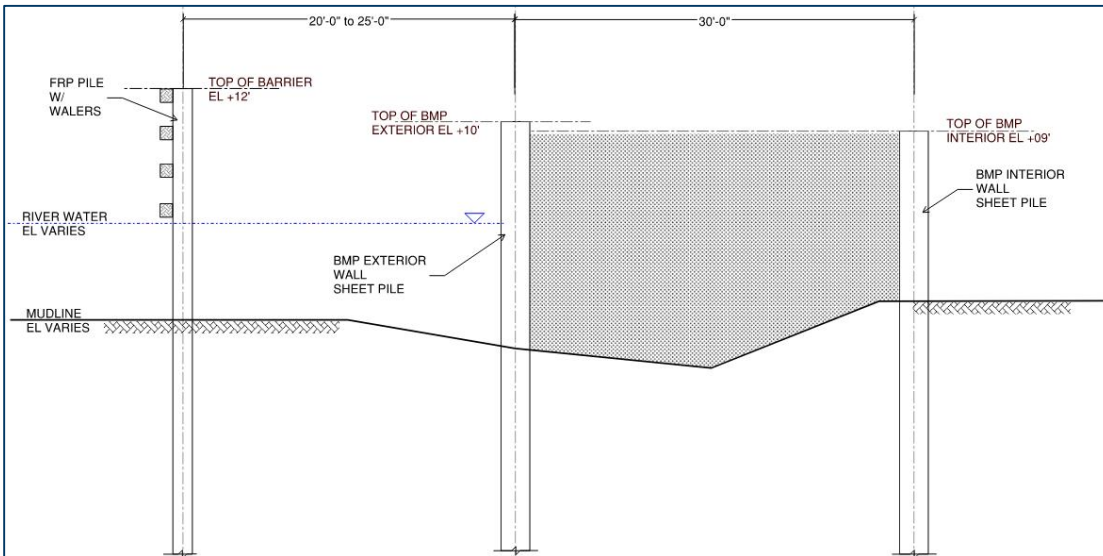 20'-0" to 25'-0"
30'-0"
FRP PILE
W/
WALERS
TOP OF BARRIER
EL +12'
TOP OF BMP
EXTERIOR EL +10'
TOP OF BMP
INTERIOR EL +09'
BMP INTERIOR
WALL
SHEET PILE
RIVER WATER
EL VARIES
BMP EXTERIOR
WALL
SHEET PILE
MUDLINE
EL VARIES